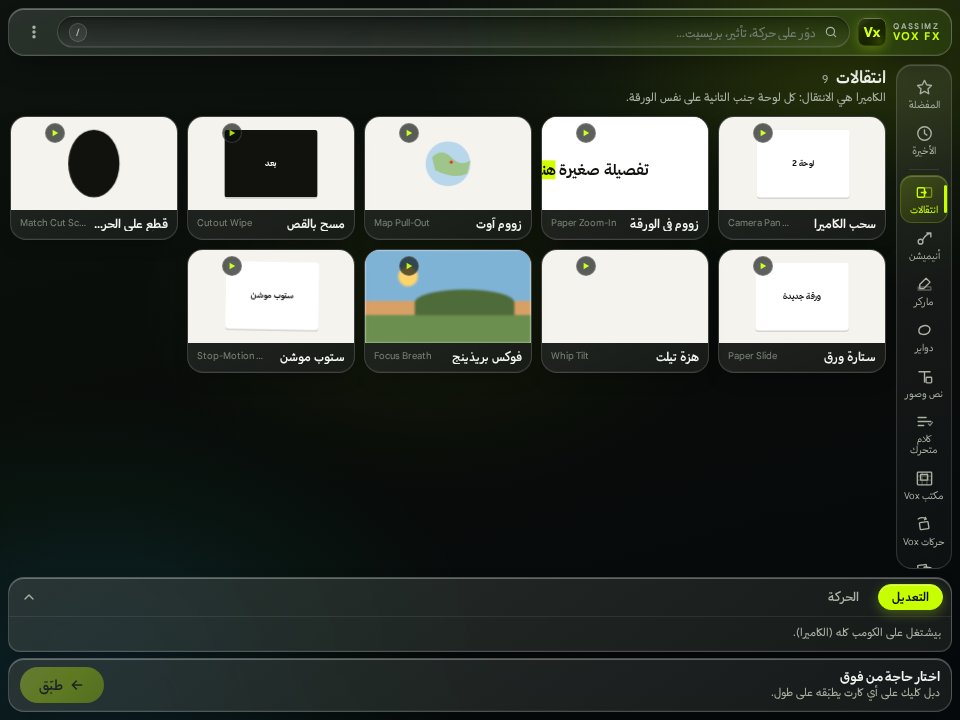 QASSIMZ
VOX FX
Vx
دوّر على حركة، تأثير، بريسيت...
/
المفضلة
الأخيرة
انتقالات
أنيميشن
ماركر
دواير
نص وصور
كلام متحرك
مكتب Vox
حركات Vox
انتقالات 9
الكاميرا هي الانتقال: كل لوحة جنب التانية على نفس الورقة.
لوحة 2
سحب الكاميرا
Camera Pan ...
تفصيلة صغيرة
زووم في الورقة
Paper Zoom-In
زووم آوت
Map Pull-Out
بعد
مسح بالقص
Cutout Wipe
قطع على الحر...
Match Cut Sc...
ورقة جديدة
ستارة ورق
Paper Slide
هزة تيلت
Whip Tilt
فوكس بريذينج
Focus Breath
ستوب موشن
ستوب موشن
Stop-Motion ...
التعديل
الحركة
بيشتغل على الكومب كله (الكاميرا).
اختار حاجة من فوق
دبل كليك على أي كارت يطبّقه على طول.
طبّق